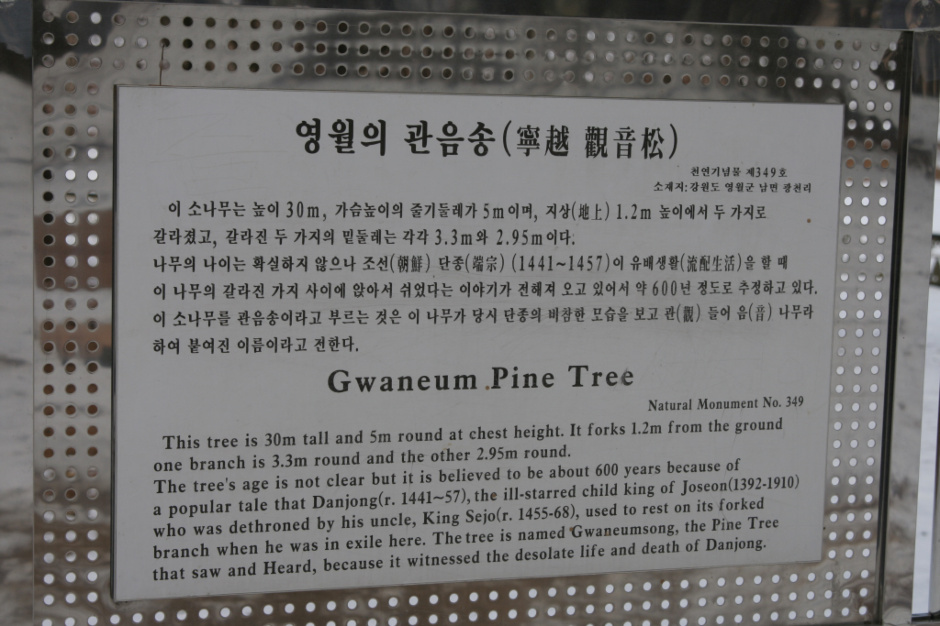 영월의 관음송(寧越 觀音松)
천연기념물 제349호
소재지:강원도 영월군 남면 광천리
이 소나무는 높이 30m, 가슴높이의 줄기둘레가 5m이며, 지상(地上) 1.2m 높이에서 두 가지로
갈라졌고, 갈라진 두 가지의 밑둘레는 각각 3.3m와 2.95m이다.
나무의 나이는 확실하지 않으나 조선(朝鮮) 단종(端宗) (1441~1457)이 유배생활(流配生活)을 할 때
이 나무의 갈라진 가지 사이에 앉아서 쉬었다는 이야기가 전해져 오고 있어서 약 600년 정도로 추정하고 있다.
이 소나무를 관음송이라고 부르는 것은 이 나무가 당시 단종의 비참한 모습을 보고 관(觀) 들어 음(音) 나무라
하여 붙여진 이름이라고 전한다.
Gwaneum Pine Tree
Natural Monument No. 349
This tree is 30m tall and 5m round at chest height. It forks 1.2m from the ground
one branch is 3.3m round and the other 2.95m round.
The tree's age is not clear but it is believed to be about 600 years because of
a popular tale that Danjong(r. 1441~57), the ill-starred child king of Joseon(1392-1910)
who was dethroned by his uncle, King Sejo(r. 1455-68), used to rest on its forked
branch when he was in exile here. The tree is named Gwaneumsong, the Pine Tree
that saw and Heard, because it witnessed the desolate life and death of Danjong.